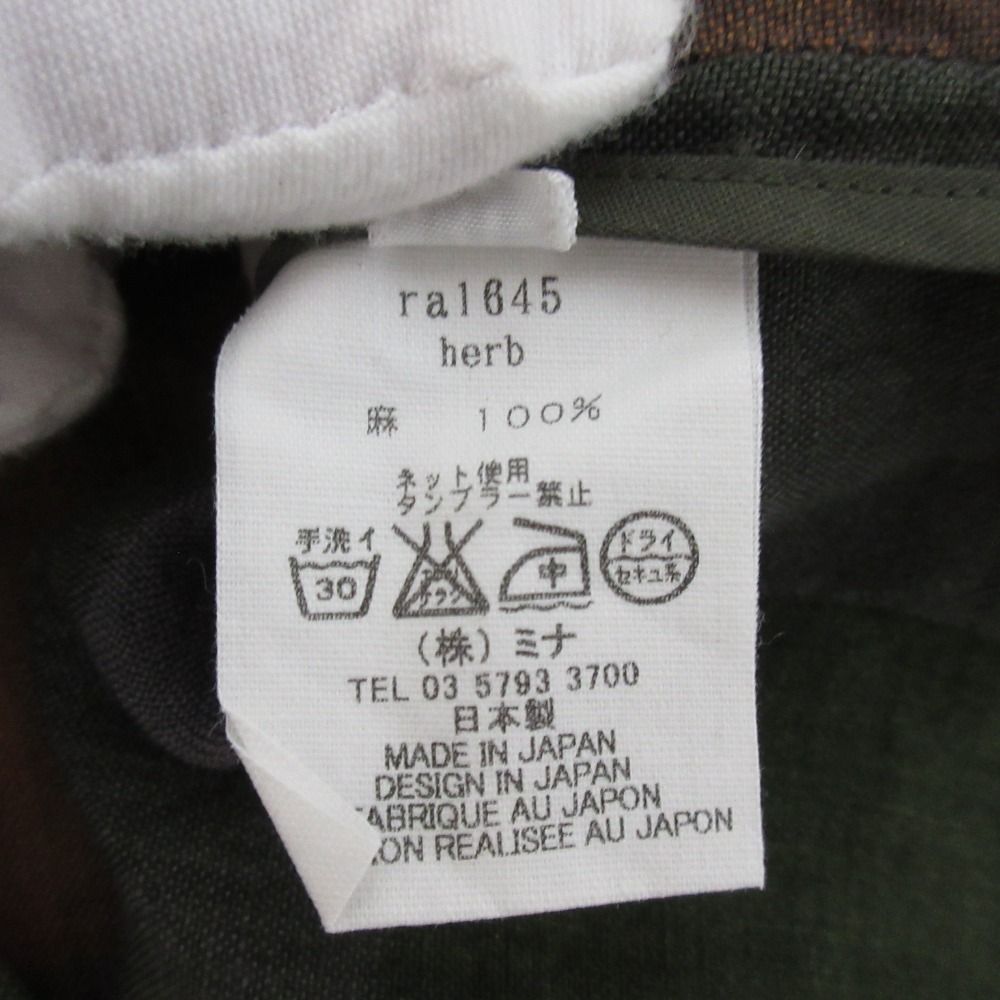 ra1645
herb
麻 100%
ネット使用
タンブラー禁止
手洗イ
30
中
ドライ
セキユ系
(株)ミナ
TEL 03 5793 3700
日本製
MADE IN JAPAN
DESIGN IN JAPAN
FABRIQUE AU JAPON
REALISEE AU JAPON